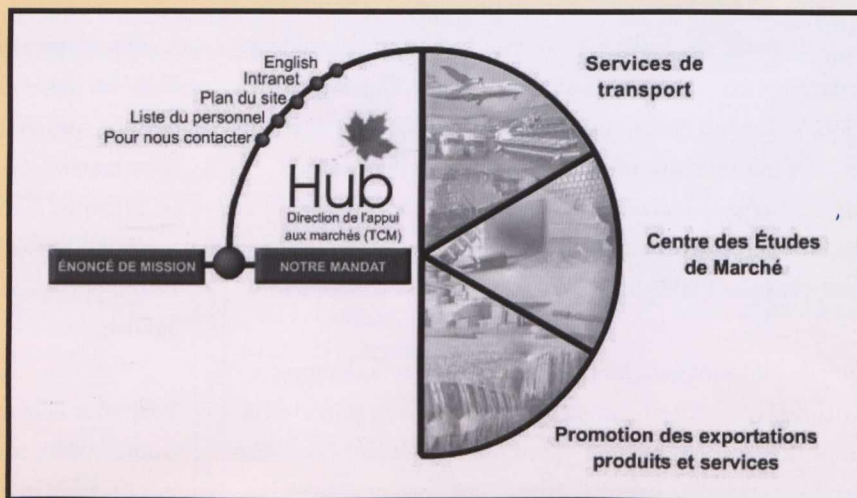 English
Intranet
Plan du site
Liste du personnel
Pour nous contacter
Hub
Direction de l'appui
aux marchés (TCM)
ÉNONCÉ DE MISSION
NOTRE MANDAT
Services de
transport
Centre des Études
de Marché
Promotion des exportations
produits et services